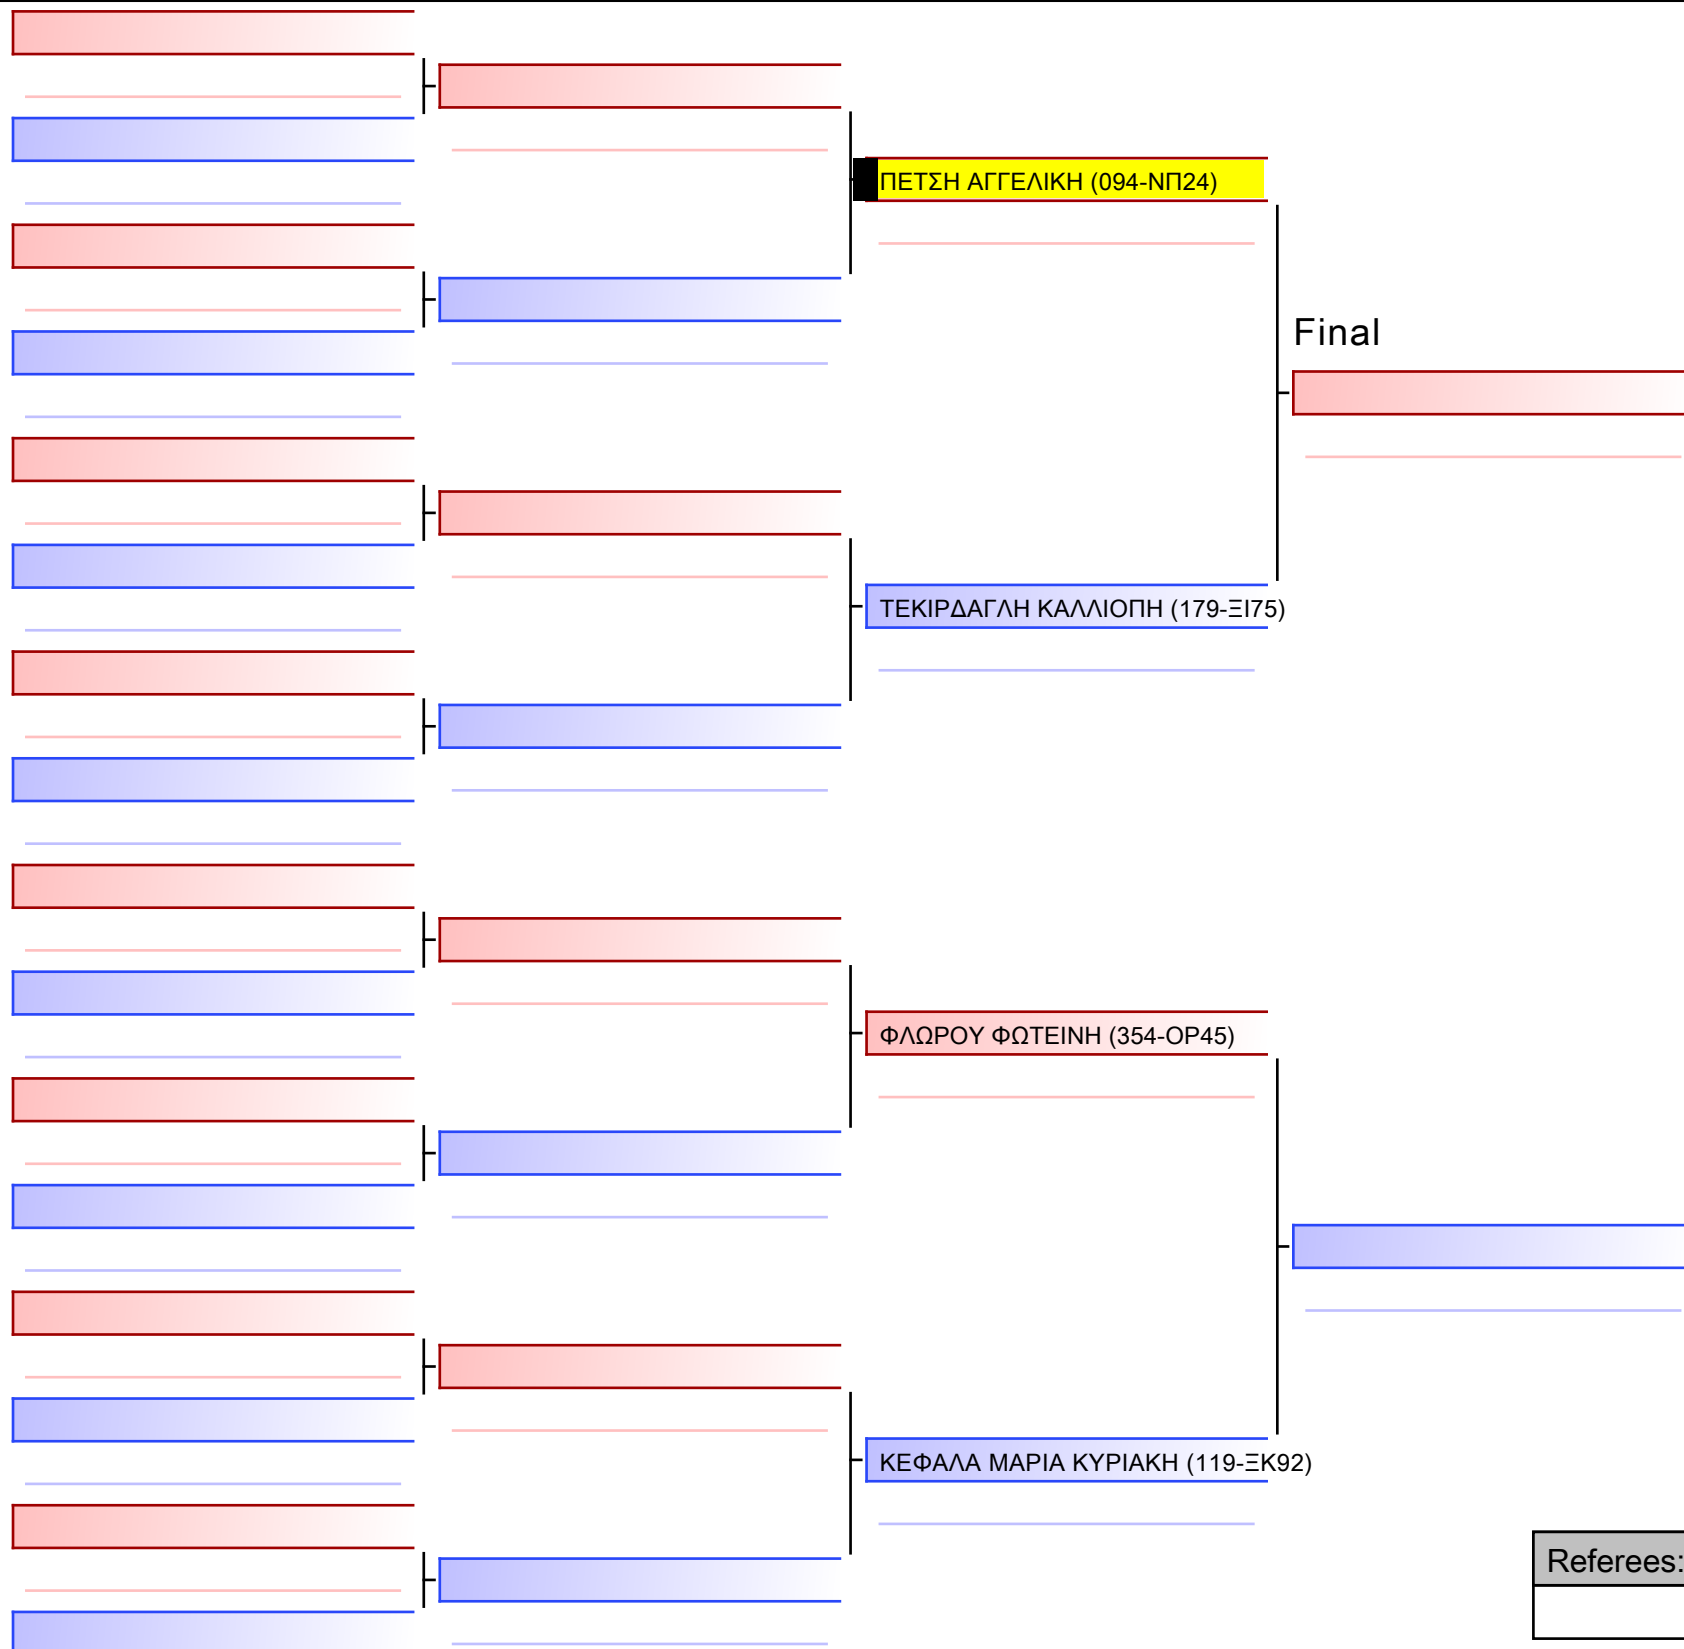 ΠΕΤΣΗ ΑΓΓΕΛΙΚΗ (094-ΝΠ24)
Final
ΤΕΚΙΡΔΑΓΛΗ ΚΑΛΛΙΟΠΗ (179-ΞΙ75)
ΦΛΩΡΟΥ ΦΩΤΕΙΝΗ (354-ΟΡ45)
ΚΕΦΑΛΑ ΜΑΡΙΑ ΚΥΡΙΑΚΗ (119-ΞΚ92)
Referees: